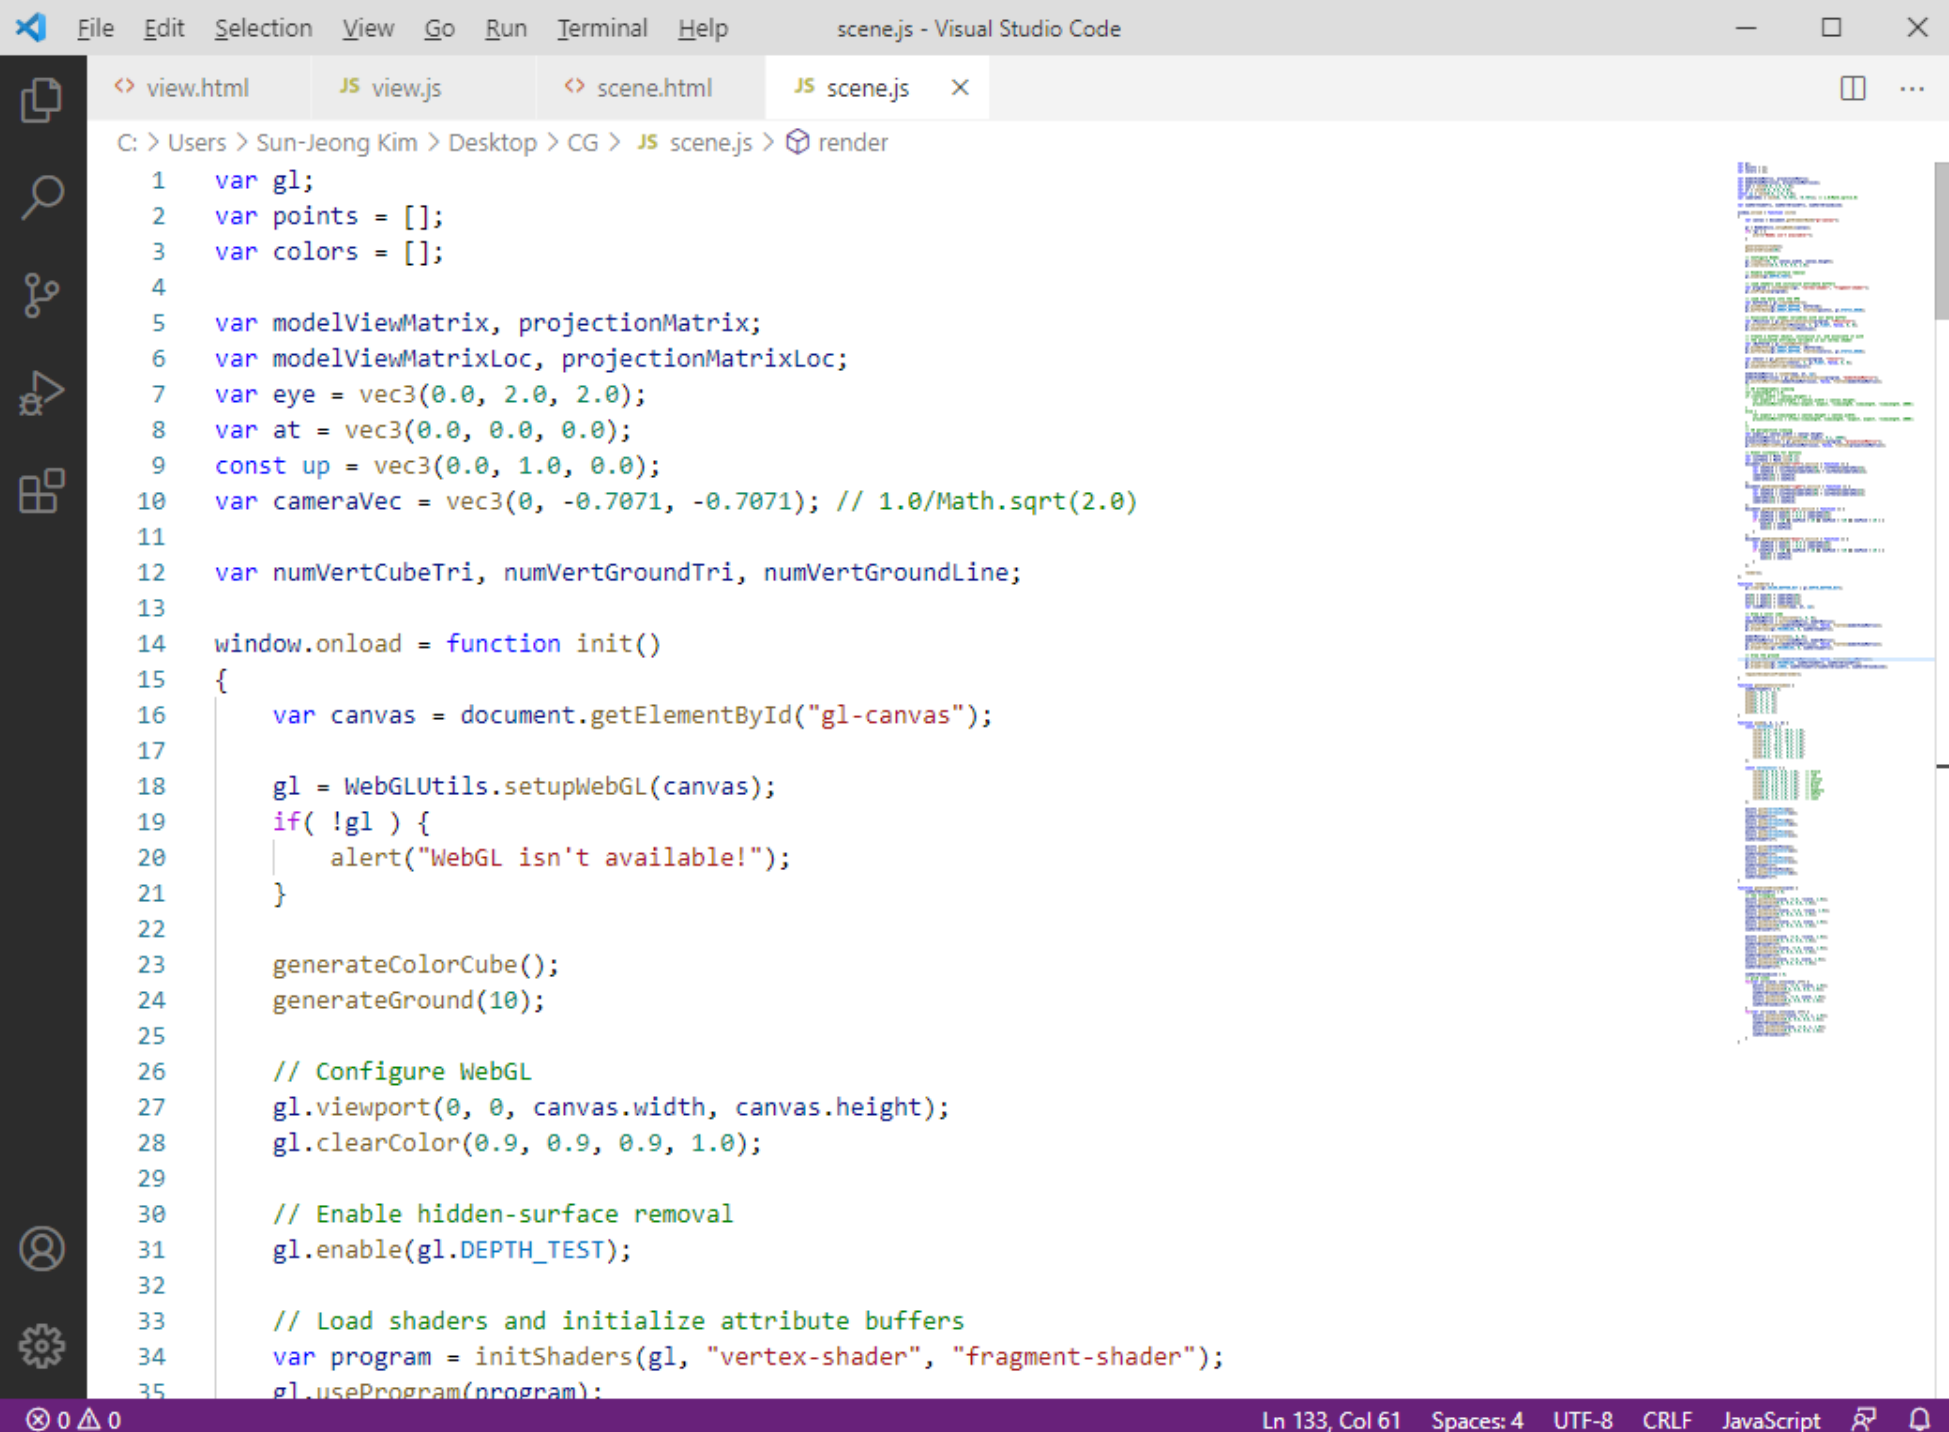 File Edit Selection View Go Run Terminal Help scene.js - Visual Studio Code
<> view.html JS view.js <> scene.html JS scene.js
C: > Users > Sun-Jeong Kim > Desktop > CG > JS scene.js > render
1 var gl;
2 var points = [];
3 var colors = [];
4
5 var modelViewMatrix, projectionMatrix;
6 var modelViewMatrixLoc, projectionMatrixLoc;
7 var eye = vec3(0.0, 2.0, 2.0);
8 var at = vec3(0.0, 0.0, 0.0);
9 const up = vec3(0.0, 1.0, 0.0);
10 var cameraVec = vec3(0, -0.7071, -0.7071); // 1.0/Math.sqrt(2.0)
11
12 var numVertCubeTri, numVertGroundTri, numVertGroundLine;
13
14 window.onload = function init()
15 {
16 var canvas = document.getElementById("gl-canvas");
17
18 gl = WebGLUtils.setupWebGL(canvas);
19 if( !gl ) {
20 alert("WebGL isn't available!");
21 }
22
23 generateColorCube();
24 generateGround(10);
25
26 // Configure WebGL
27 gl.viewport(0, 0, canvas.width, canvas.height);
28 gl.clearColor(0.9, 0.9, 0.9, 1.0);
29
30 // Enable hidden-surface removal
31 gl.enable(gl.DEPTH_TEST);
32
33 // Load shaders and initialize attribute buffers
34 var program = initShaders(gl, "vertex-shader", "fragment-shader");
35 gl.useProgram(program);
0 0 Ln 133, Col 61 Spaces: 4 UTF-8 CRLF JavaScript